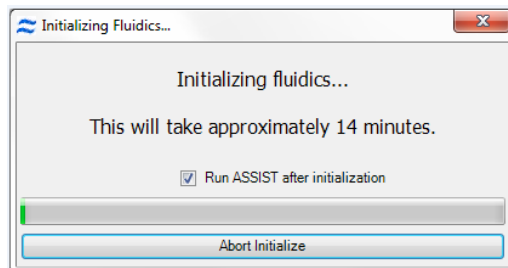 Initializing Fluidics...
Initializing fluidics...
This will take approximately 14 minutes.
Run ASSIST after initialization
Abort Initialize